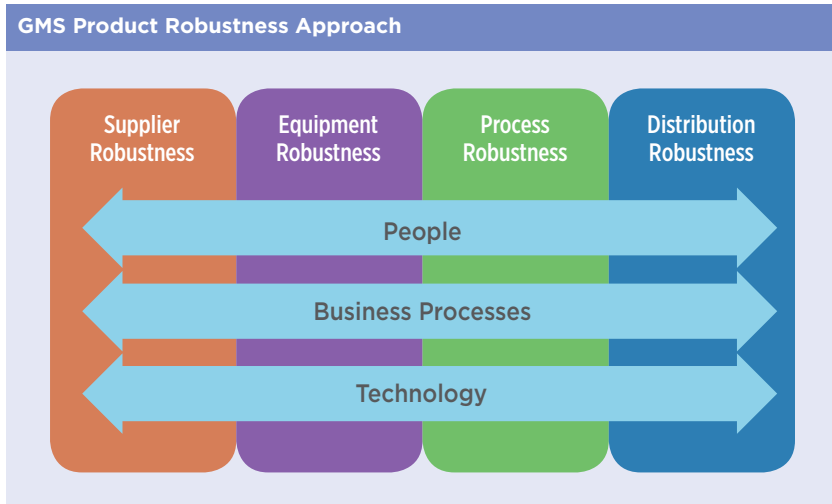 GMS Product Robustness Approach
Supplier
Robustness
Equipment
Robustness
Process
Robustness
Distribution
Robustness
People
Business Processes
Technology